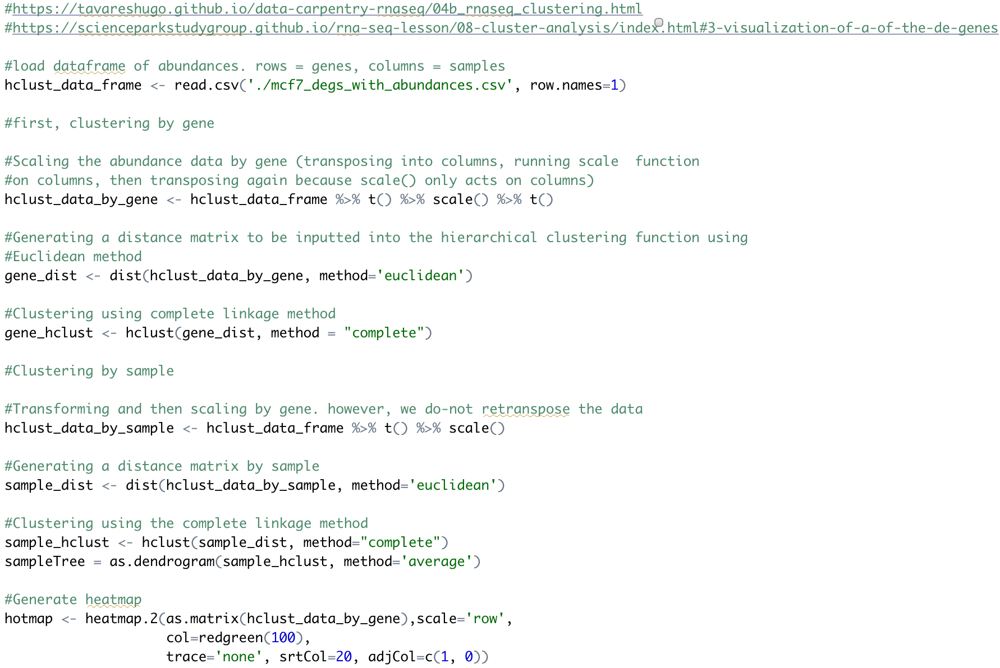 #https://tavareshugo.github.io/data-carpentry-rnaseq/04b_rnaseq_clustering.html
#https://scienceparkstudygroup.github.io/rna-seq-lesson/08-cluster-analysis/index.html#3-visualization-of-a-of-the-de-genes
#load dataframe of abundances. rows = genes, columns = samples
hclust_data_frame <- read.csv('./mcf7_degs_with_abundances.csv', row.names=1)
#first, clustering by gene
#Scaling the abundance data by gene (transposing into columns, running scale  function
#on columns, then transposing again because scale() only acts on columns)
hclust_data_by_gene <- hclust_data_frame %>% t() %>% scale() %>% t()
#Generating a distance matrix to be inputted into the hierarchical clustering function using
#Euclidean method
gene_dist <- dist(hclust_data_by_gene, method='euclidean')
#Clustering using complete linkage method
gene_hclust <- hclust(gene_dist, method = "complete")
#Clustering by sample
#Transforming and then scaling by gene. however, we do-not retranspose the data
hclust_data_by_sample <- hclust_data_frame %>% t() %>% scale()
#Generating a distance matrix by sample
sample_dist <- dist(hclust_data_by_sample, method='euclidean')
#Clustering using the complete linkage method
sample_hclust <- hclust(sample_dist, method="complete")
sampleTree = as.dendrogram(sample_hclust, method='average')
#Generate heatmap
hotmap <- heatmap.2(as.matrix(hclust_data_by_gene),scale='row',
col=redgreen(100),
trace='none', srtCol=20, adjCol=c(1, 0))